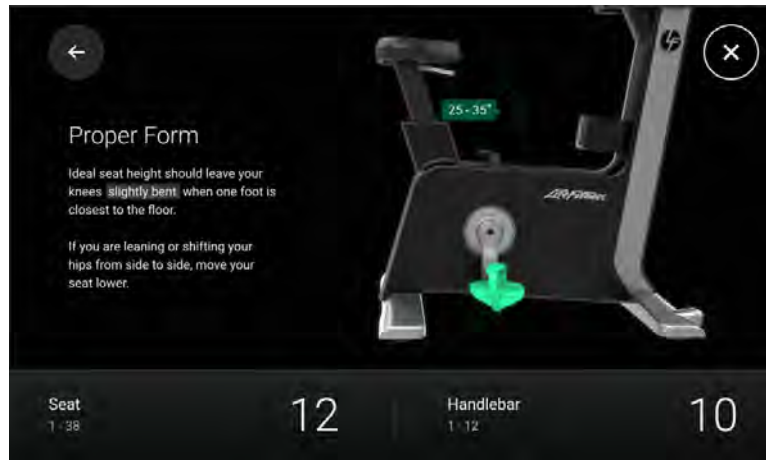 25 - 35°
Proper Form
Ideal seat height should leave your
knees slightly bent when one foot is
closest to the floor.
If you are leaning or shifting your
hips from side to side, move your
seat lower.
LifeFitness
Seat
1 - 38
12
Handlebar
1 - 12
10